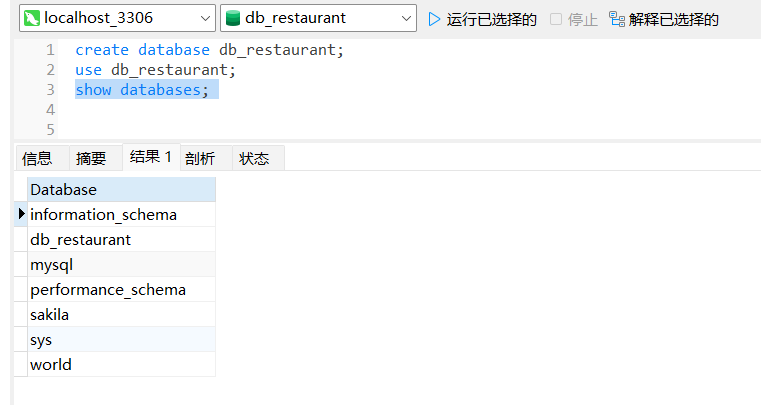 localhost_3306 db_restaurant 运行已选择的 停止 解释已选择的
1 create database db_restaurant;
2 use db_restaurant;
3 show databases;
4
5
信息 摘要 结果 1 剖析 状态
Database
information_schema
db_restaurant
mysql
performance_schema
sakila
sys
world